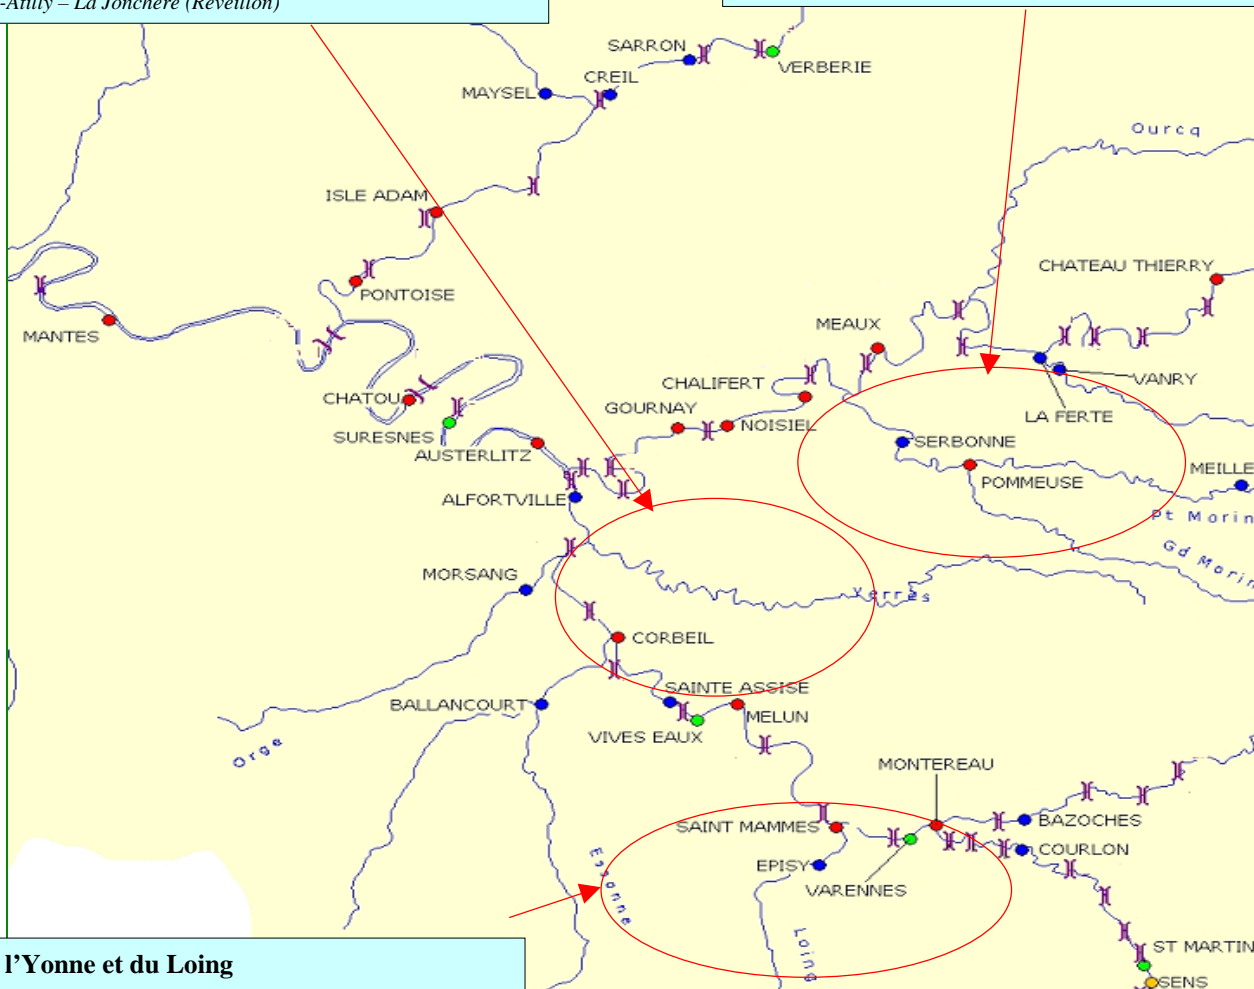 -Atilly – La Jonchère (Réveillon)
SARRON
VERBERIE
CREIL
MAYSEL
Ourcq
ISLE ADAM
CHATEAU THIERRY
PONTOISE
MANTES
MEAUX
CHALIFERT
VANRY
CHATOU
LA FERTE
GOURNAY
NOISIEL
SURESNES
SERBONNE
AUSTERLITZ
MEILLE
POMMEUSE
ALFORTVILLE
Pt Morin
Gd Morin
MORSANG
Yerres
CORBEIL
SAINTE ASSISE
BALLANCOURT
MELUN
VIVES EAUX
Orge
MONTEREAU
BAZOCHES
SAINT MAMMES
COURLON
EPISY
VARENNES
Essonne
Loing
ST MARTIN
l’Yonne et du Loing
SENS